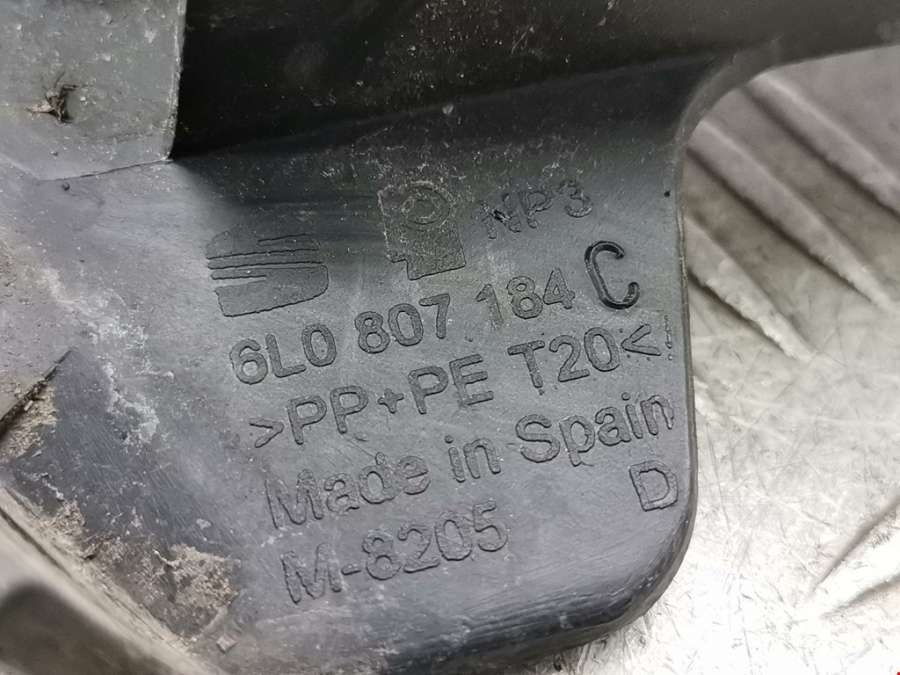 NP3
6L0 807 184 C
>PP+PE T20<
Made in Spain
D
M-8205